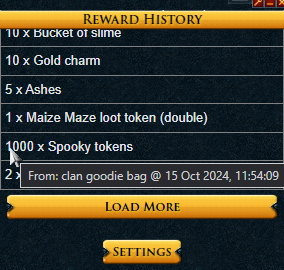 REWARD HISTORY
10 x Bucket of slime
10 x Gold charm
5 x Ashes
1 x Maize Maze loot token (double)
1000 x Spooky tokens
2 x
From: clan goodie bag @ 15 Oct 2024, 11:54:09
LOAD MORE
SETTINGS